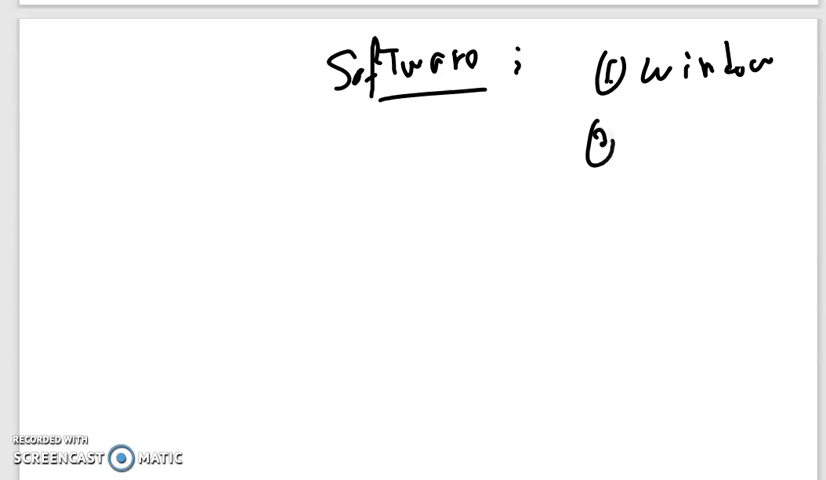 Software : ① window
②
RECORDED WITH
SCREENCAST MATIC